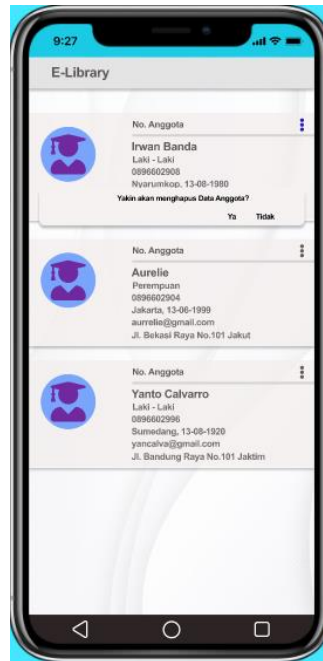 9:27
E-Library
No. Anggota
Irwan Banda
Laki - Laki
0896602908
Nyarumkop, 13-08-1980
Yakin akan menghapus Data Anggota?
Ya Tidak
No. Anggota
Aurelie
Perempuan
0896602904
Jakarta, 13-06-1999
aurrelie@gmail.com
Jl. Bekasi Raya No.101 Jakut
No. Anggota
Yanto Calvarro
Laki - Laki
0896602996
Sumedang, 13-08-1920
yancalva@gmail.com
Jl. Bandung Raya No.101 Jaktim